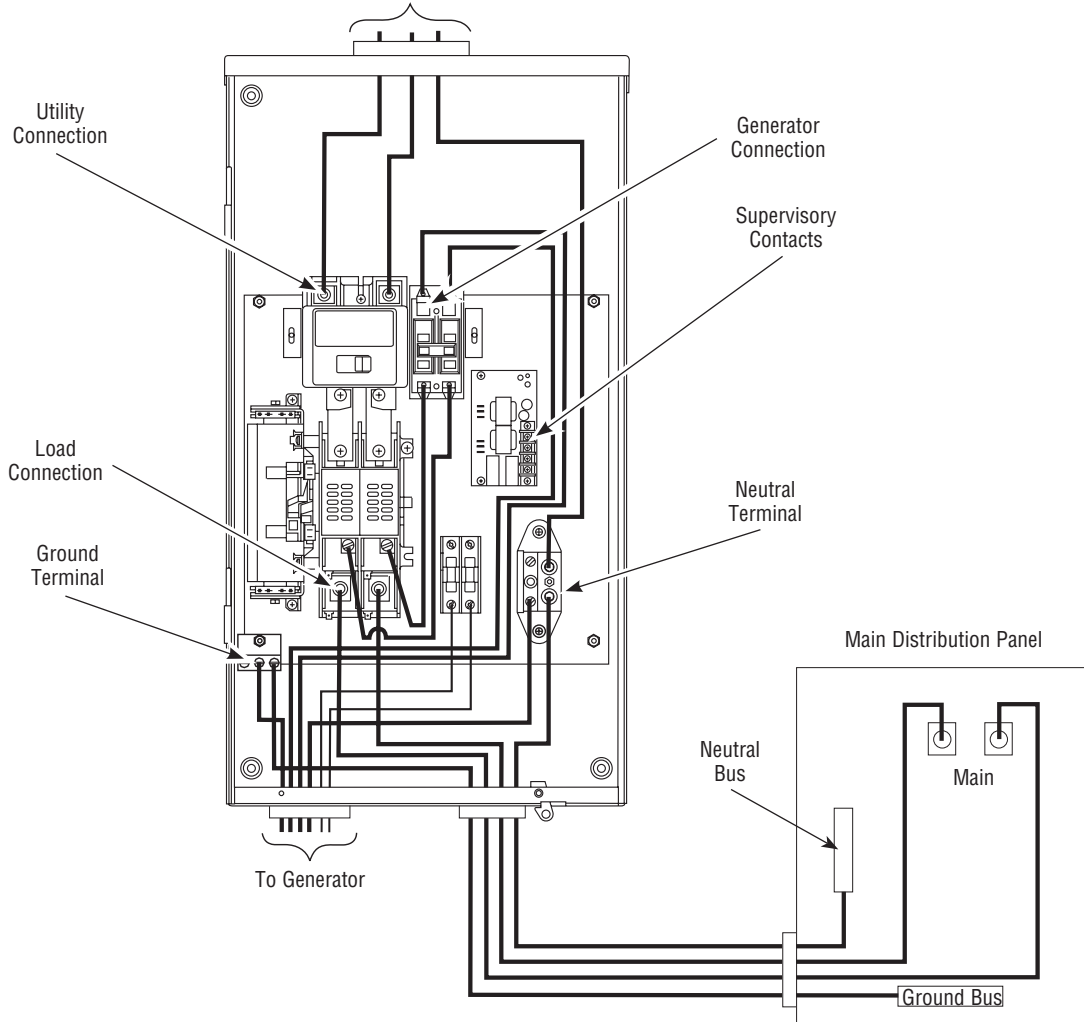 Utility
Connection
Generator
Connection
Supervisory
Contacts
Load
Connection
Ground
Terminal
Neutral
Terminal
Main Distribution Panel
Neutral
Bus
Main
To Generator
Ground Bus